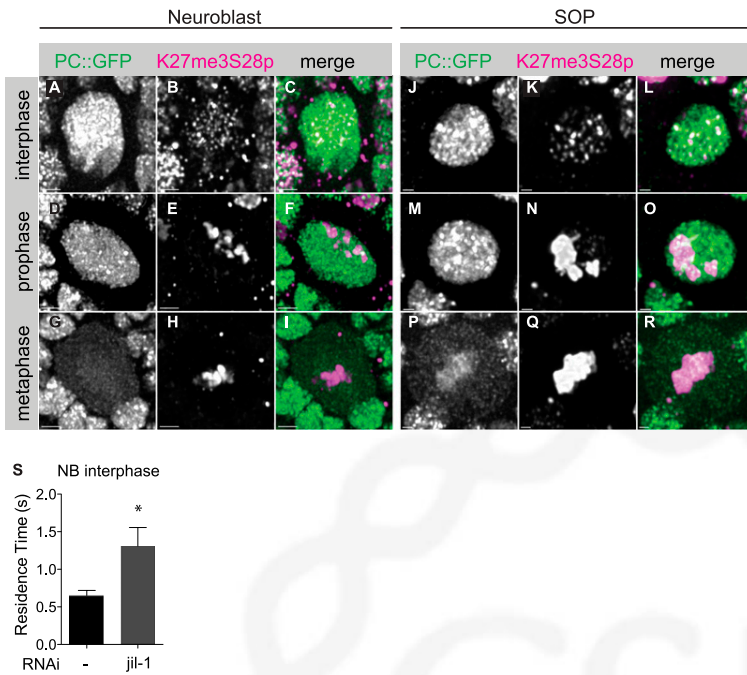 Neuroblast SOP
PC::GFP K27me3S28p merge PC::GFP K27me3S28p merge
interphase A B C J K L
prophase D E F M N O
metaphase G H I P Q R
S NB interphase
Residence Time (s)
2.0
1.5
1.0
0.5
0.0
*
RNAi - jil-1